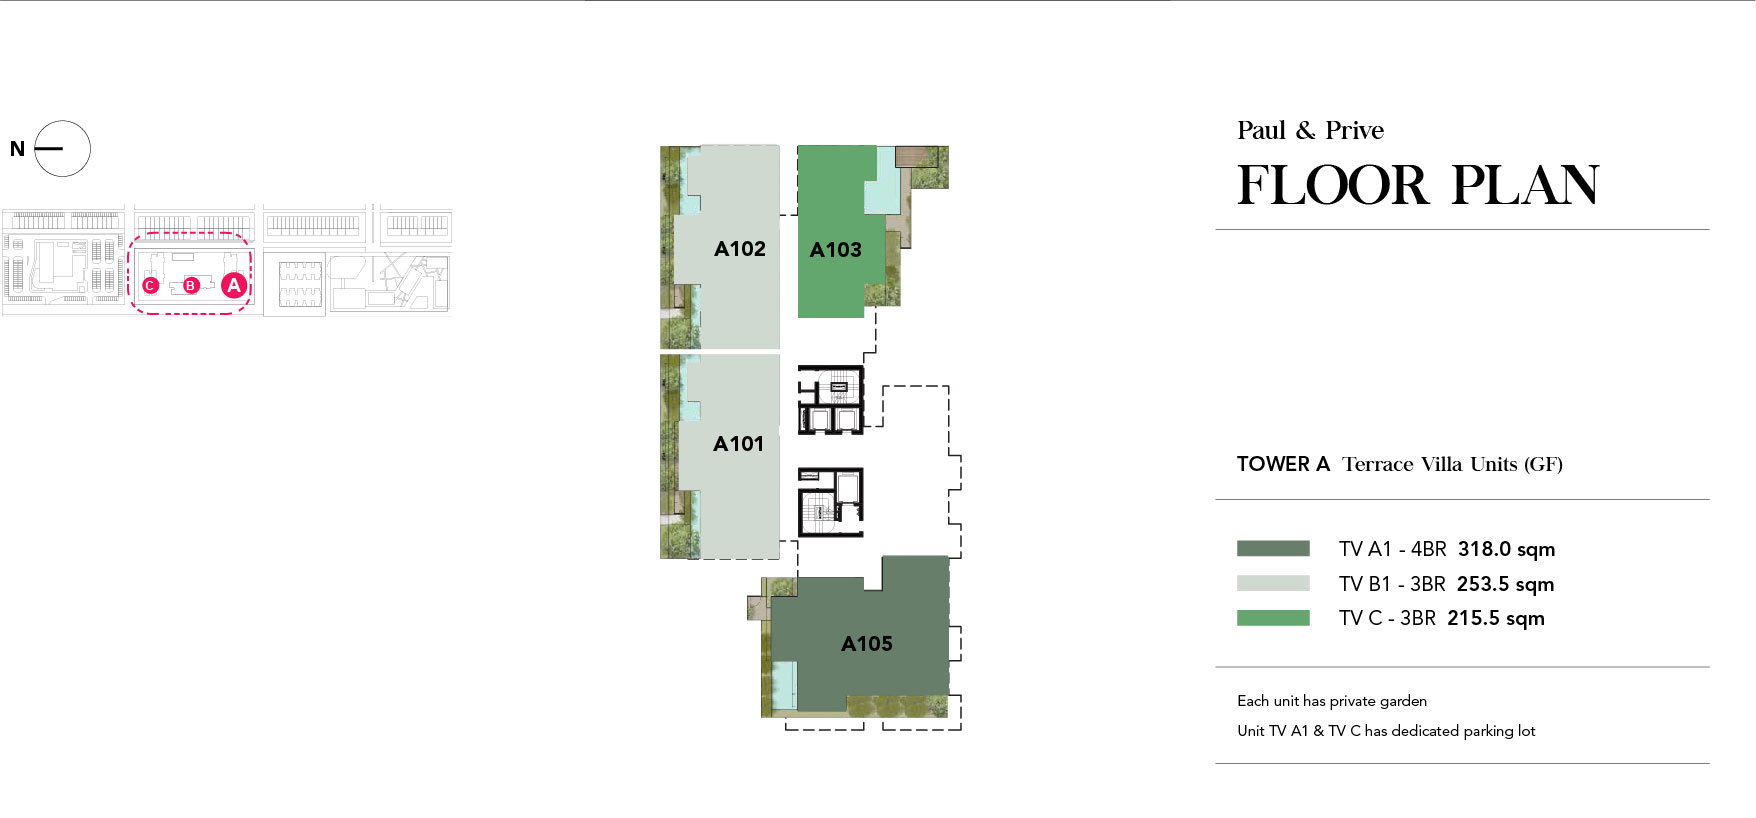 N
C
B
A
A102
A103
A101
A105
Paul & Prive
FLOOR PLAN
TOWER A Terrace Villa Units (GF)
TV A1 - 4BR 318.0 sqm
TV B1 - 3BR 253.5 sqm
TV C - 3BR 215.5 sqm
Each unit has private garden
Unit TV A1 & TV C has dedicated parking lot